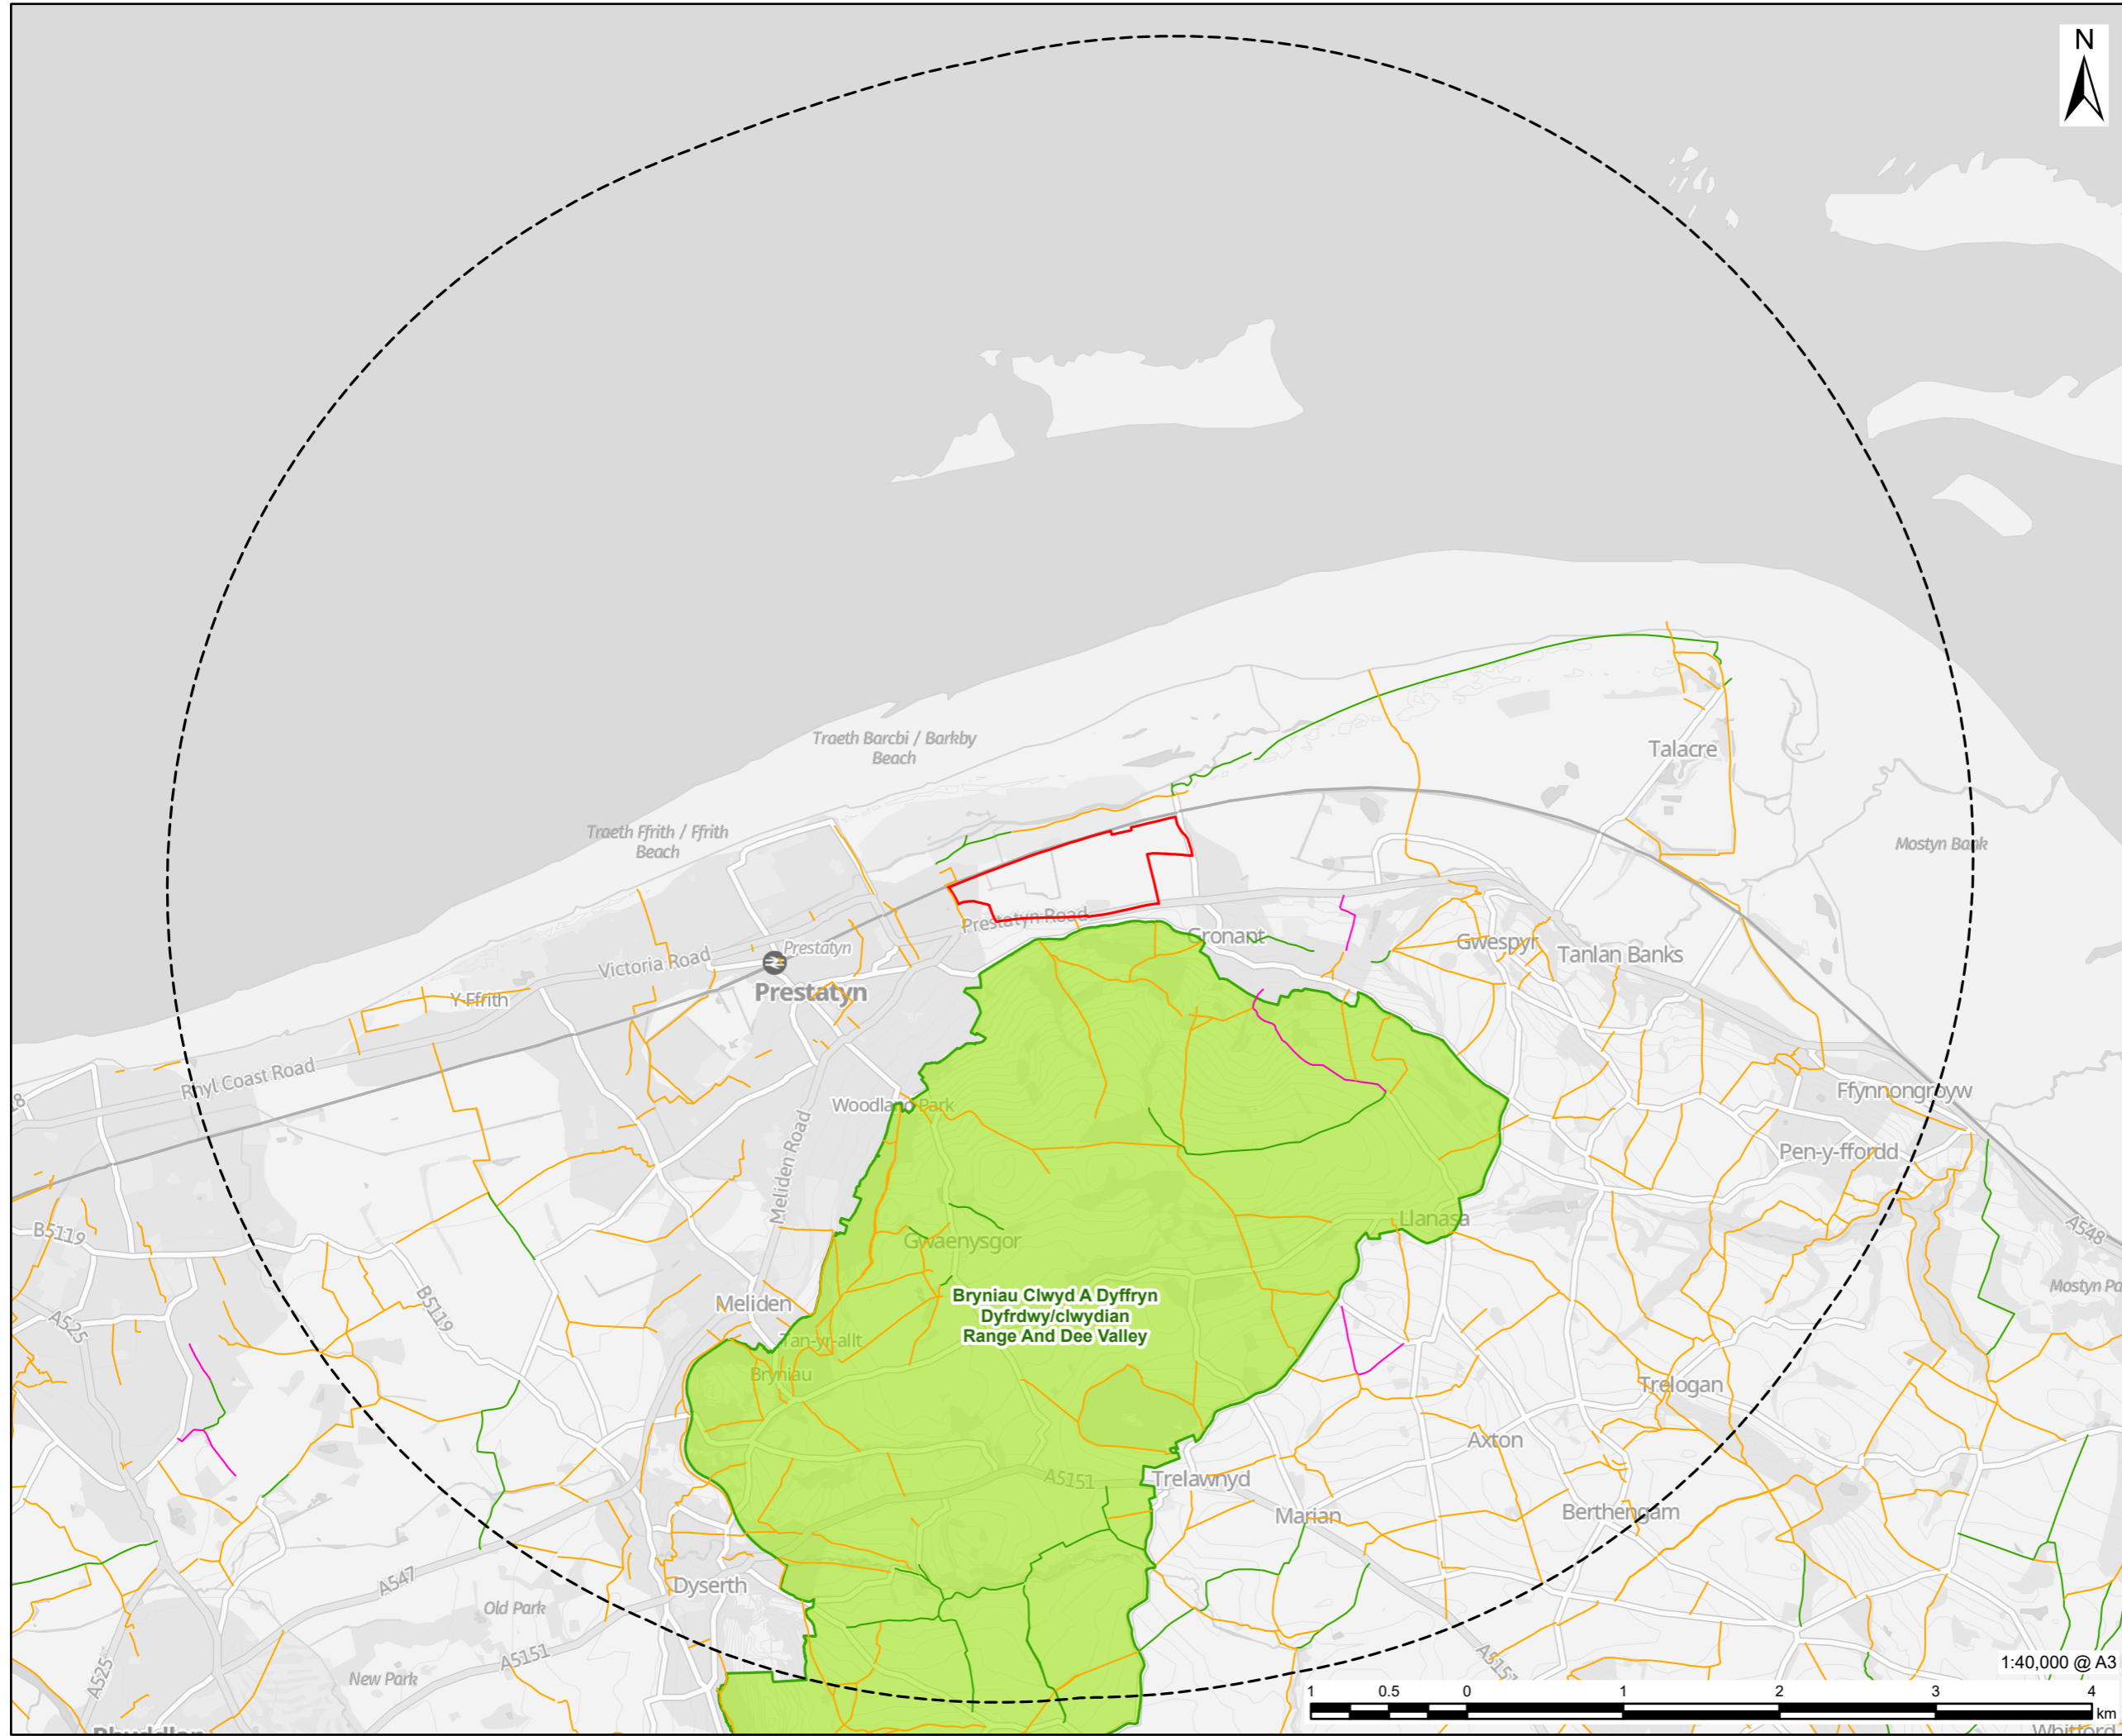 N
Traeth Barcbi / Barkby
Beach
Talacre
Traeth Ffrith / Ffrith
Beach
Mostyn Bank
Prestatyn Road
Gronant
Gwespyr
Tanlan Banks
Prestatyn
Victoria Road
Prestatyn
Y-Ffrith
Rhyl Coast Road
Ffynnongroyw
Woodland Park
Meliden Road
Pen-y-ffordd
Llanasa
B5119
Gwaenysgor
A548
Mostyn Pa
B5119
Bryniau Clwyd A Dyffryn
Dyfrdwy/clwydian
Range And Dee Valley
Meliden
A525
Tan-yr-allt
Bryniau
Trelogan
Axton
A5151
Trelawnyd
Marian
Berthengam
A547
Dyserth
Old Park
A5151
A5151
A525
New Park
1:40,000 @ A3
1 0.5 0 1 2 3 4
km
Rhuddlan
Whitford